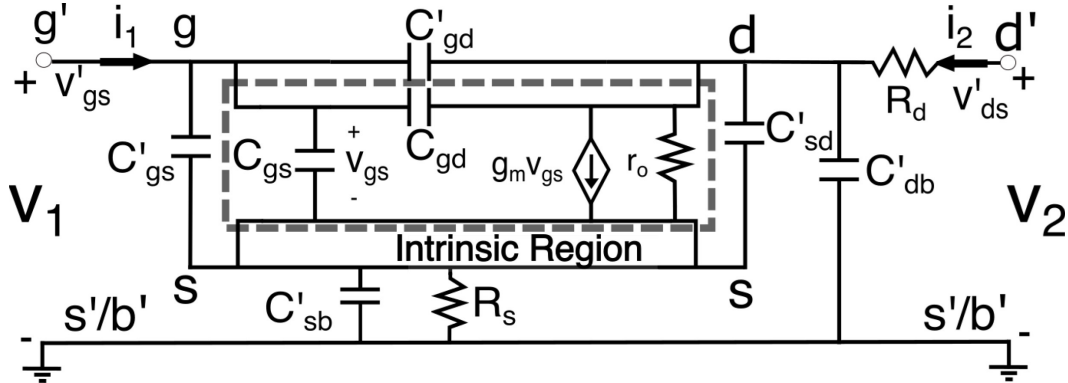 g' i₁ g C'gd d i₂ d'
+ v'gs Rd v'ds +
C'gs Cgs + vgs - Cgd gmvgs ro C'sd
C'db
V₁ V₂
Intrinsic Region
s C'sb Rs s
s'/b' s'/b'
- -